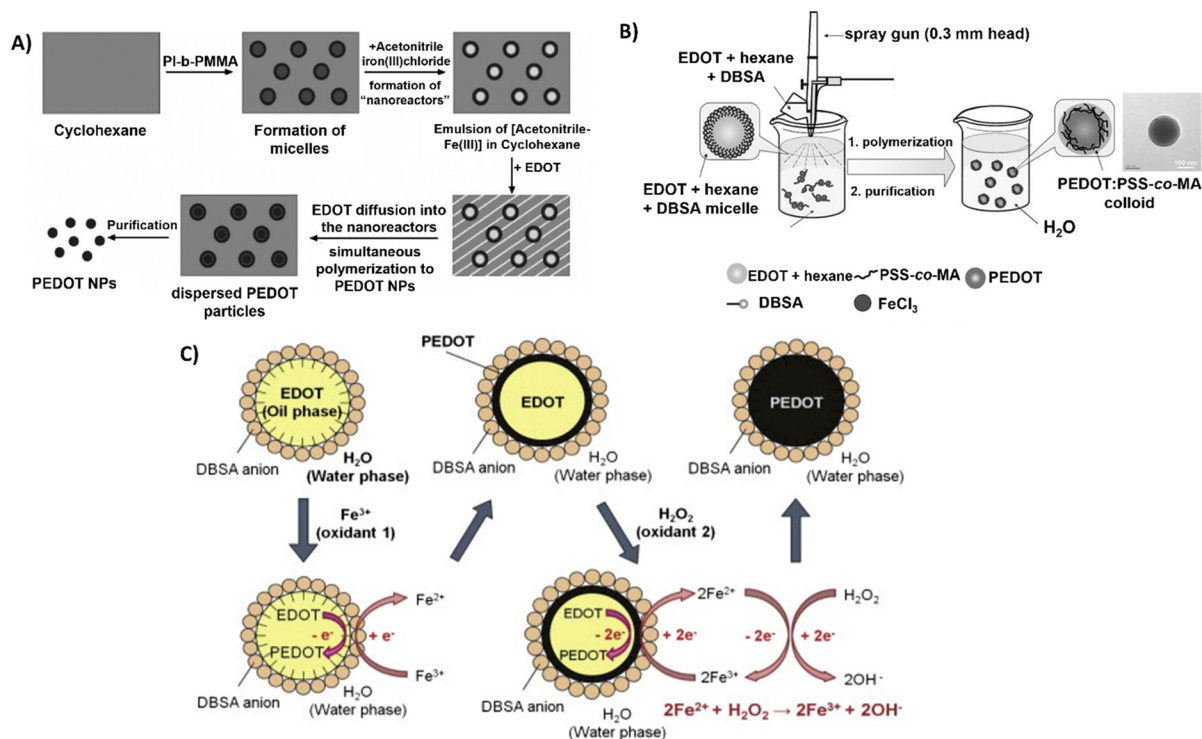 A)
Cyclohexane
PI-b-PMMA
Formation of
micelles
+Acetonitrile
iron(III)chloride
formation of
"nanoreactors"
Emulsion of [Acetonitrile-
Fe(III)] in Cyclohexane
+ EDOT
EDOT diffusion into
the nanoreactors
simultaneous
polymerization to
PEDOT NPs
dispersed PEDOT
particles
Purification
PEDOT NPs
B)
spray gun (0.3 mm head)
EDOT + hexane
+ DBSA
EDOT + hexane
+ DBSA micelle
1. polymerization
2. purification
H₂O
PEDOT:PSS-co-MA
colloid
100 nm
EDOT + hexane
PSS-co-MA
PEDOT
DBSA
FeCl₃
C)
EDOT
(Oil phase)
DBSA anion
H₂O
(Water phase)
PEDOT
EDOT
DBSA anion
H₂O
(Water phase)
PEDOT
DBSA anion
H₂O
(Water phase)
Fe³⁺
(oxidant 1)
H₂O₂
(oxidant 2)
EDOT
- e⁻
PEDOT
+ e⁻
Fe²⁺
Fe³⁺
DBSA anion
H₂O
(Water phase)
EDOT
- 2e⁻
PEDOT
+ 2e⁻
2Fe²⁺
2Fe³⁺
- 2e⁻
+ 2e⁻
H₂O₂
2OH⁻
DBSA anion
H₂O
(Water phase)
2Fe²⁺ + H₂O₂ → 2Fe³⁺ + 2OH⁻